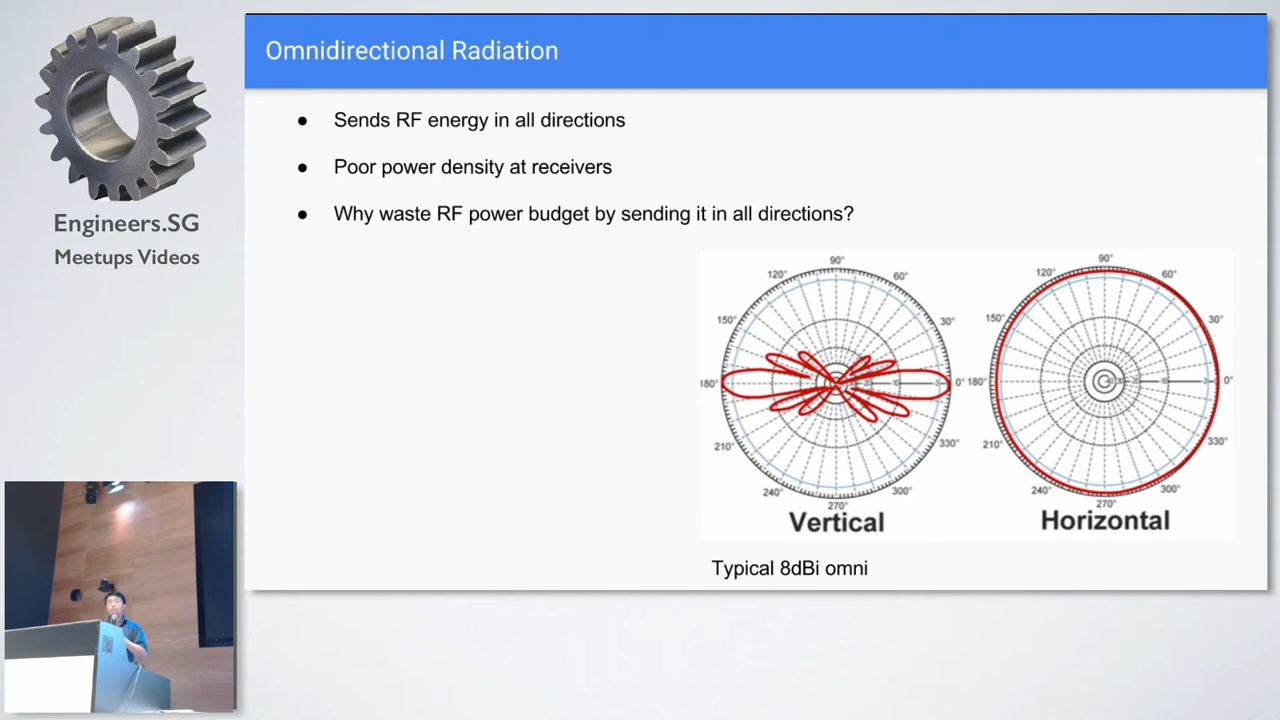 Engineers.SG
Meetups Videos
Omnidirectional Radiation
● Sends RF energy in all directions
● Poor power density at receivers
● Why waste RF power budget by sending it in all directions?
90°
120°
60°
150°
30°
180°
0°
210°
330°
240°
300°
270°
Vertical
90°
120°
60°
150°
30°
180°
0°
210°
330°
240°
300°
270°
Horizontal
Typical 8dBi omni